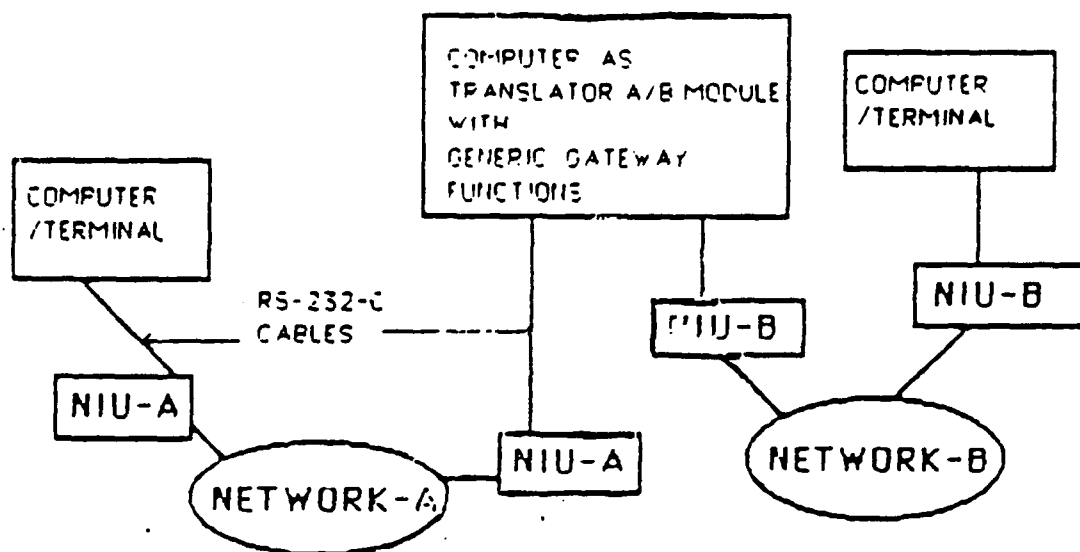 COMPUTER AS
TRANSLATOR A/B MODULE
WITH
GENERIC GATEWAY
FUNCTIONS
COMPUTER
/TERMINAL
COMPUTER
/TERMINAL
RS-232-C
CABLES
NIU-B
NIU-B
NIU-A
NIU-A
NETWORK-B
NETWORK-A